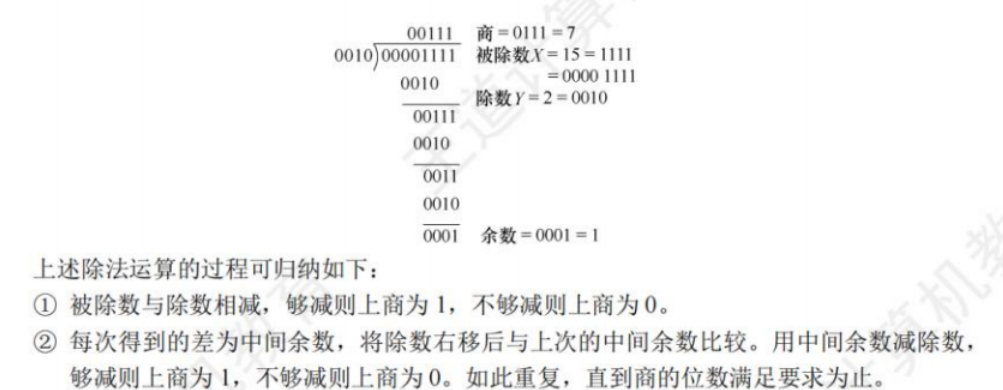 00111 商=0111=7
0010)00001111 被除数X=15=1111
0010 =0000 1111
除数Y=2=0010
00111
0010
0011
0010
0001 余数=0001=1
上述除法运算的过程可归纳如下:
① 被除数与除数相减,够减则上商为1,不够减则上商为0。
② 每次得到的差为中间余数,将除数右移后与上次的中间余数比较。用中间余数减除数,
够减则上商为1,不够减则上商为0。如此重复,直到商的位数满足要求为止。